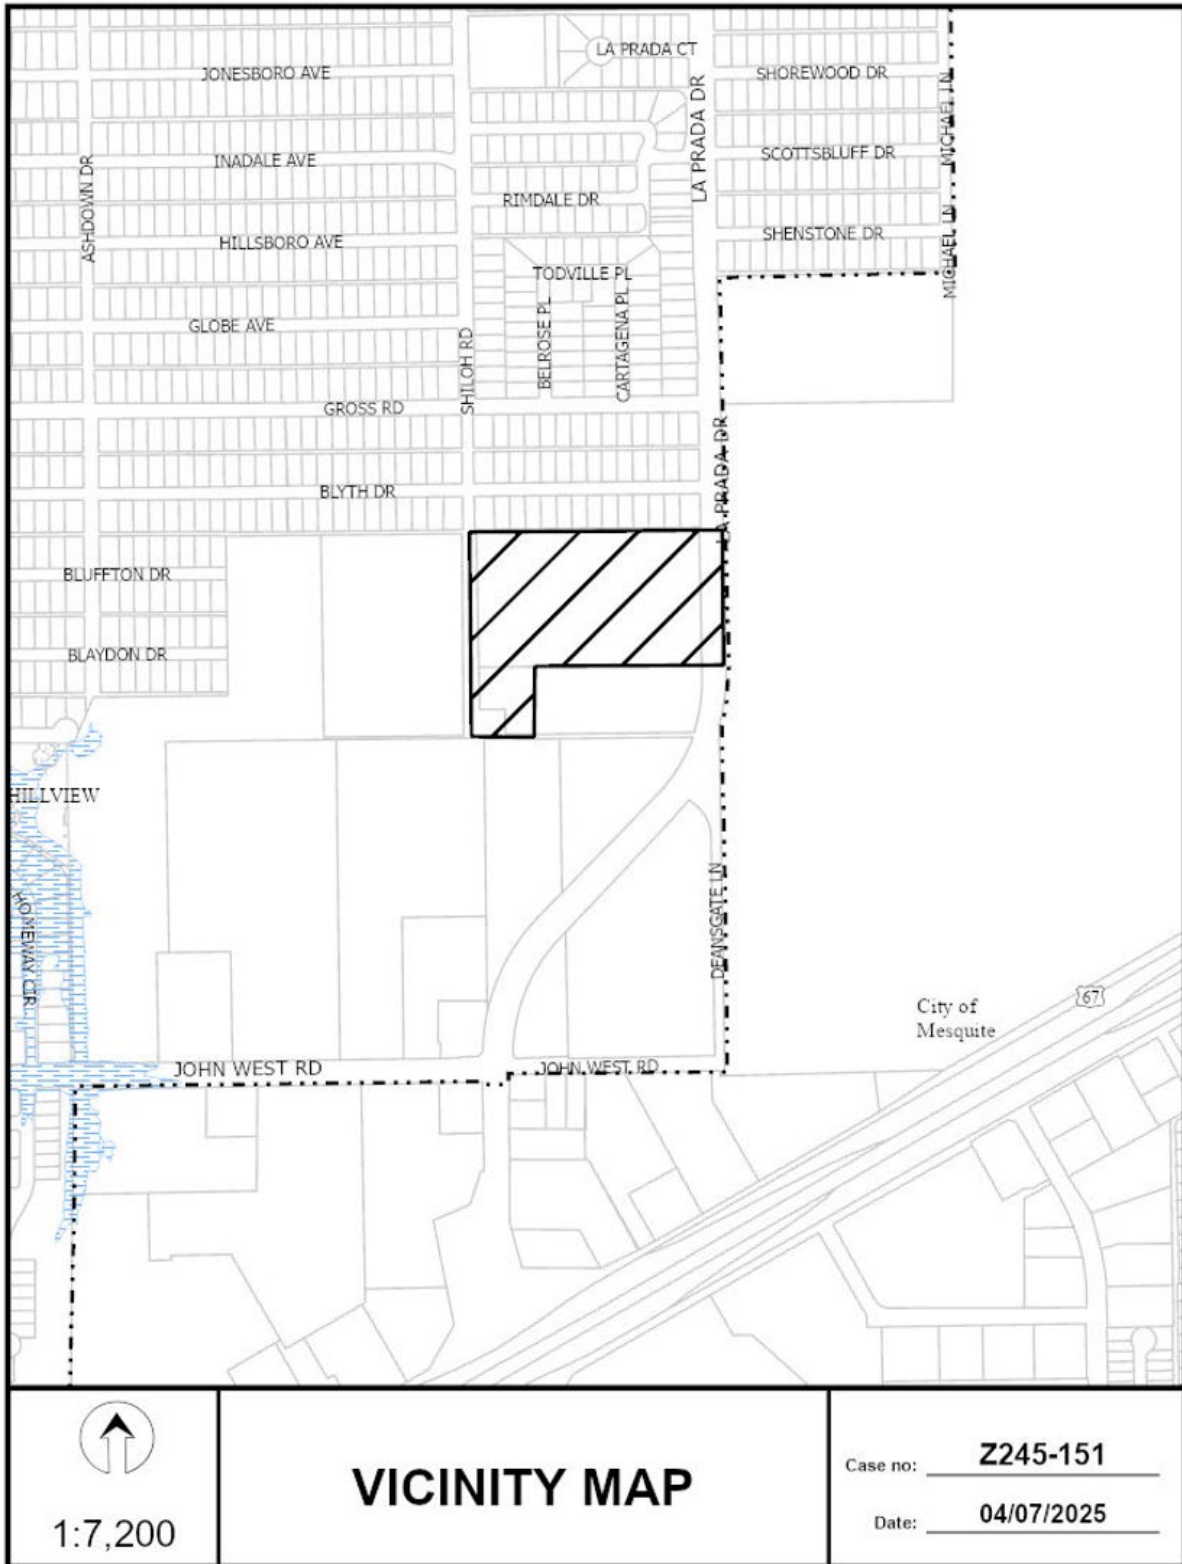 LA PRADA CT
JONESBORO AVE
SHOREWOOD DR
MICHAEL LN
LA PRADA DR
INADALE AVE
SCOTTSBLUFF DR
ASHDOWN DR
RIMDALE DR
HILLSBORO AVE
SHENSTONE DR
MICHAEL LN
TODVILLE PL
BELROSE PL
CARTAGENA PL
GLOBE AVE
SHILOH RD
GROSS RD
LA PRADA DR
BLYTH DR
BLUFFTON DR
BLAYDON DR
HILLVIEW
HOMEWAY CIR
DEANSGATE LN
67
City of
Mesquite
JOHN WEST RD
JOHN WEST RD
1:7,200
VICINITY MAP
Case no: Z245-151
Date: 04/07/2025